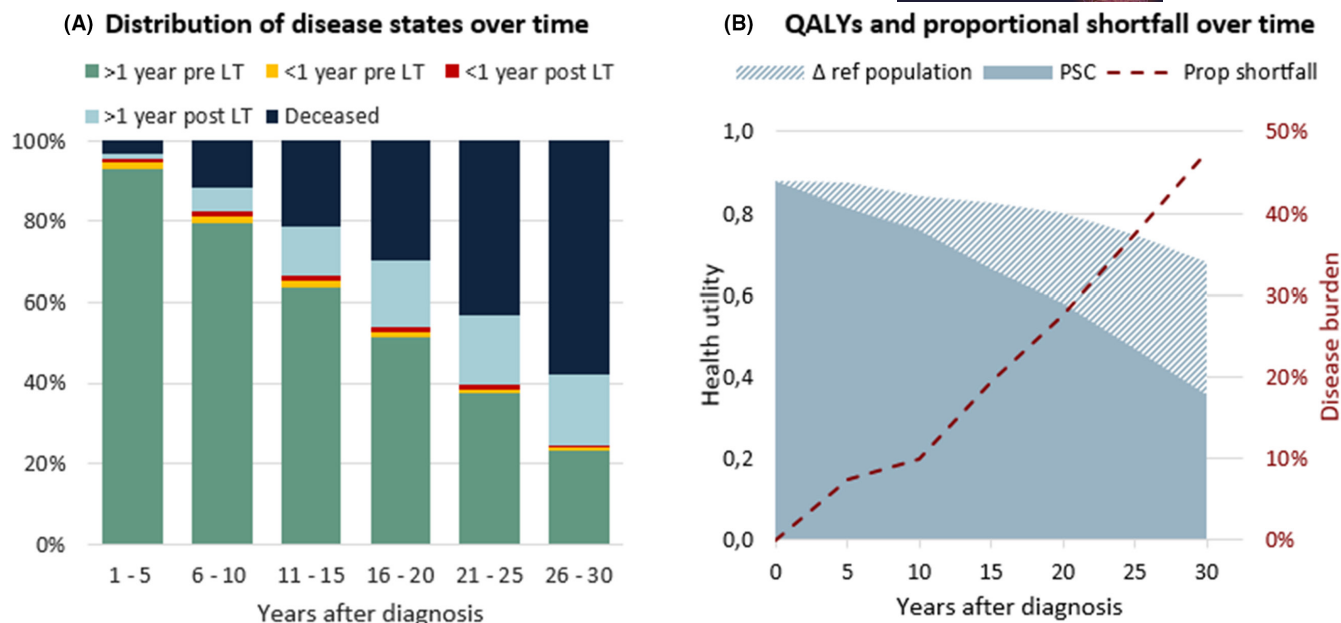 (A) Distribution of disease states over time
>1 year pre LT <1 year pre LT <1 year post LT
>1 year post LT Deceased
100%
80%
60%
40%
20%
0%
1 - 5 6 - 10 11 - 15 16 - 20 21 - 25 26 - 30
Years after diagnosis
(B) QALYs and proportional shortfall over time
Δ ref population PSC Prop shortfall
Health utility
1,0
0,8
0,6
0,4
0,2
0,0
50%
40%
30%
20%
10%
0%
Disease burden
0 5 10 15 20 25 30
Years after diagnosis